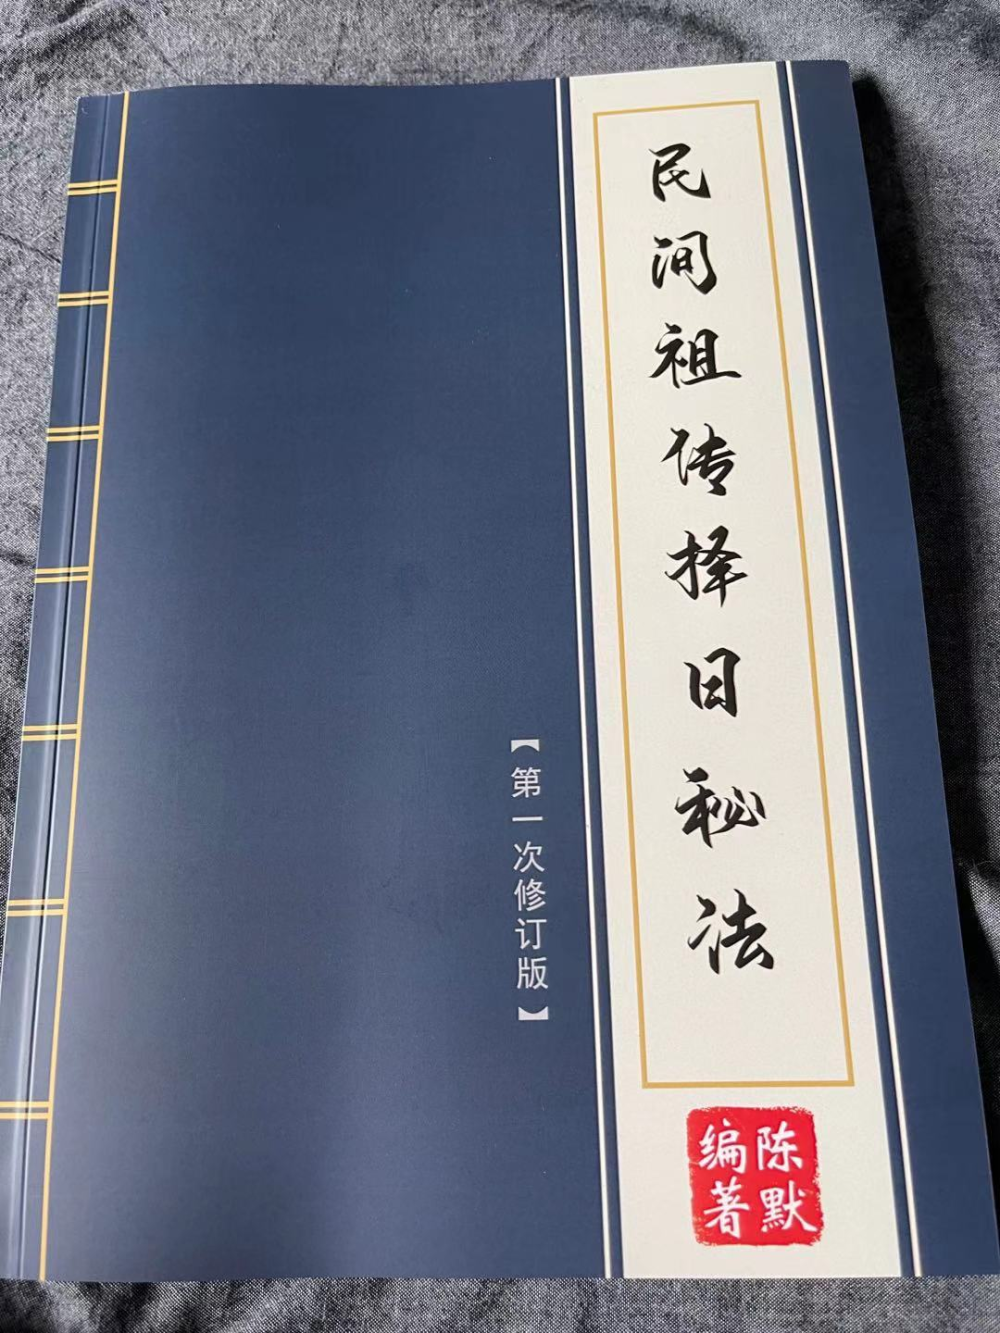 民间祖传择日秘法
【第一次修订版】
陈默
编著